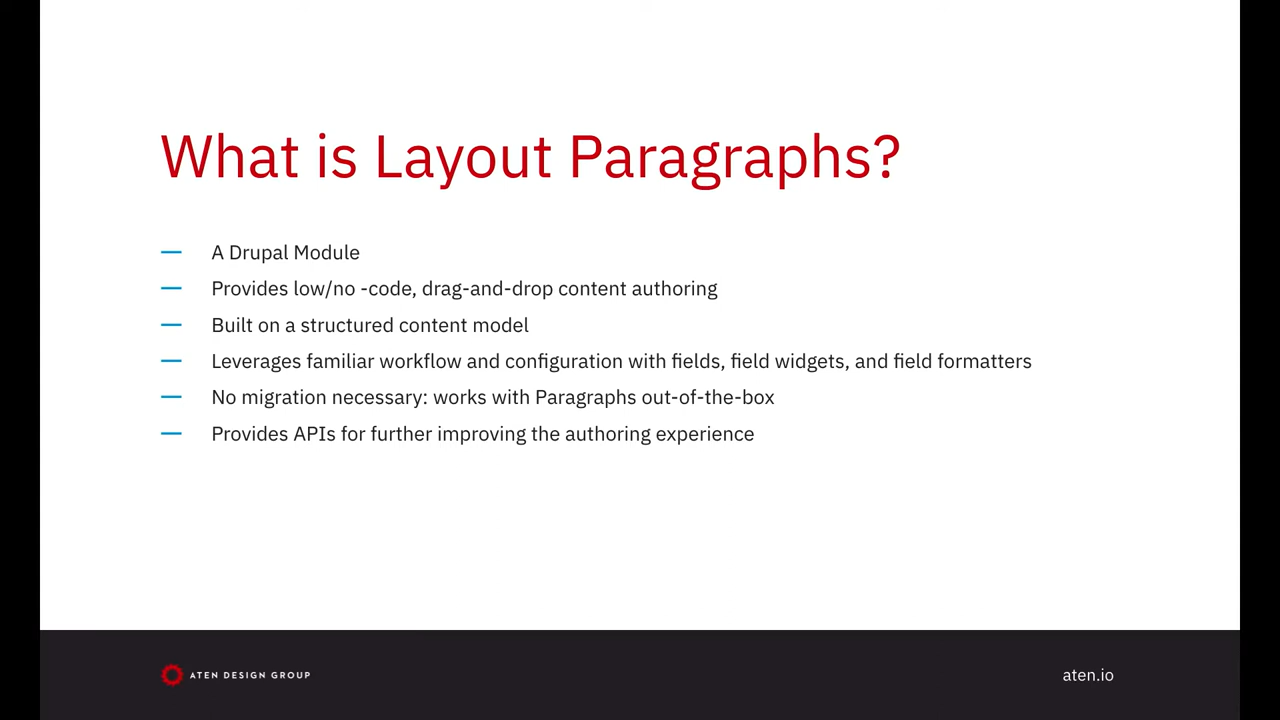 What is Layout Paragraphs?
— A Drupal Module
— Provides low/no -code, drag-and-drop content authoring
— Built on a structured content model
— Leverages familiar workflow and configuration with fields, field widgets, and field formatters
— No migration necessary: works with Paragraphs out-of-the-box
— Provides APIs for further improving the authoring experience
ATEN DESIGN GROUP
aten.io